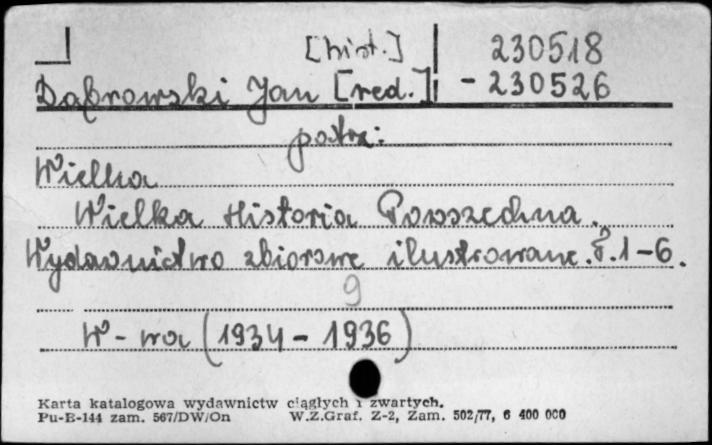 [hist.] 230518
Dąbrowski Jan [red.] - 230526
patrz:
Wielka
Wielka Historia Powszechna.
Wydawnictwo zbiorowe ilustrowane. T. 1-6.
9
W-wa (1934-1936)
Karta katalogowa wydawnictw ciągłych i zwartych.
Pu-B-144 zam. 567/DW/On W.Z.Graf. Z-2, Zam. 502/77, 6 400 000